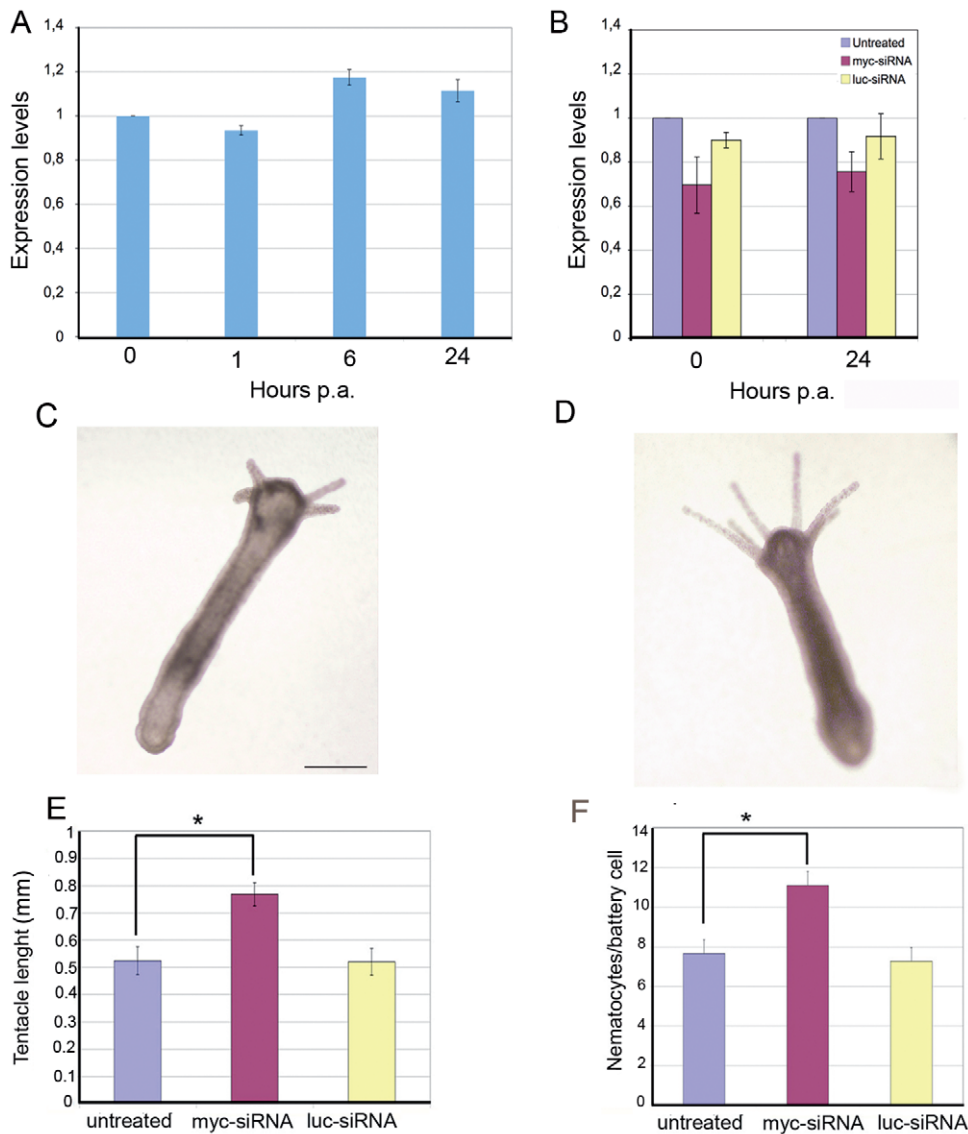 A
Expression levels
1,4
1,2
1
0,8
0,6
0,4
0,2
0
0 1 6 24
Hours p.a.
B
Expression levels
1,4
1,2
1
0,8
0,6
0,4
0,2
0
Untreated
myc-siRNA
luc-siRNA
0 24
Hours p.a.
C
D
E
Tentacle lenght (mm)
1
0.9
0.8
0.7
0.6
0.5
0.4
0.3
0.2
0.1
0
*
untreated myc-siRNA luc-siRNA
F
Nematocytes/battery cell
14
12
10
8
6
4
2
0
*
untreated myc-siRNA luc-siRNA